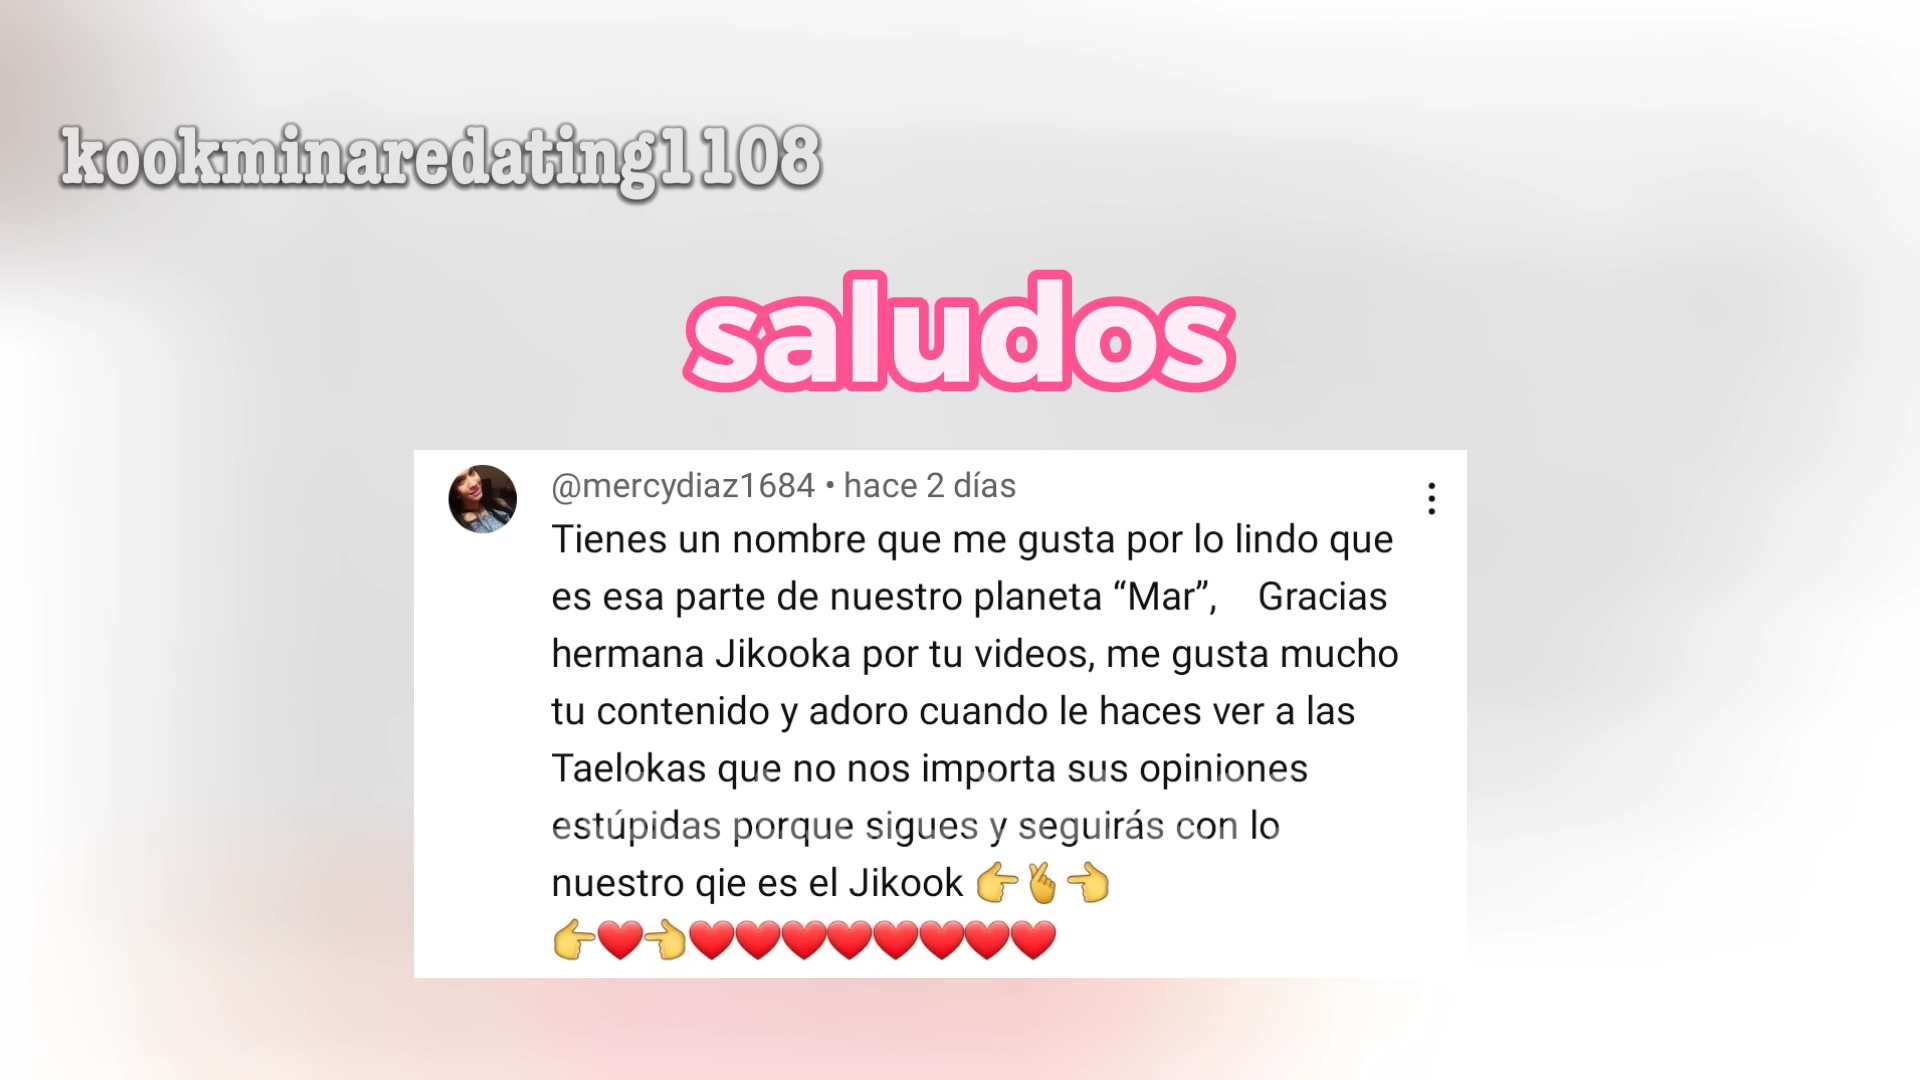 kookminaredating1108
saludos
@mercydiaz1684 • hace 2 días
Tienes un nombre que me gusta por lo lindo que
es esa parte de nuestro planeta “Mar”, Gracias
hermana Jikooka por tu videos, me gusta mucho
tu contenido y adoro cuando le haces ver a las
Taelokas que no nos importa sus opiniones
estúpidas porque sigues y seguirás con lo
nuestro qie es el Jikook 👉🫰👈
👉❤️👈❤️❤️❤️❤️❤️❤️❤️❤️